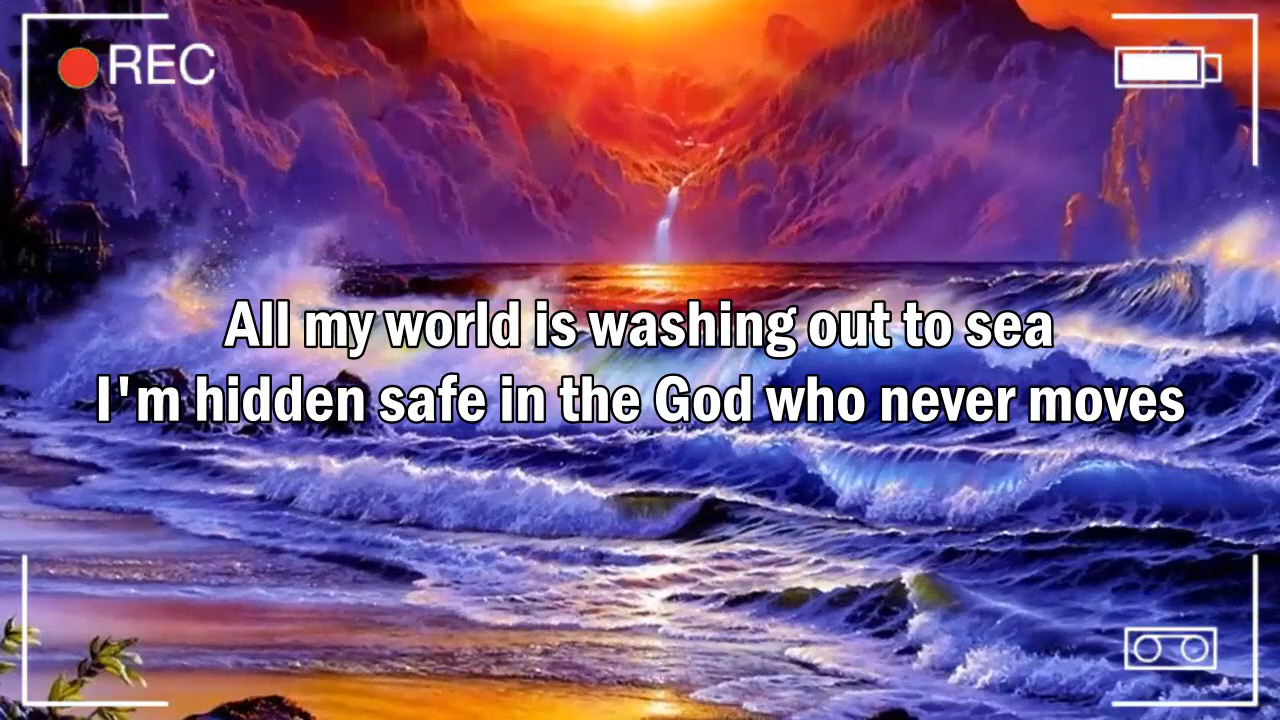 REC
All my world is washing out to sea
I'm hidden safe in the God who never moves